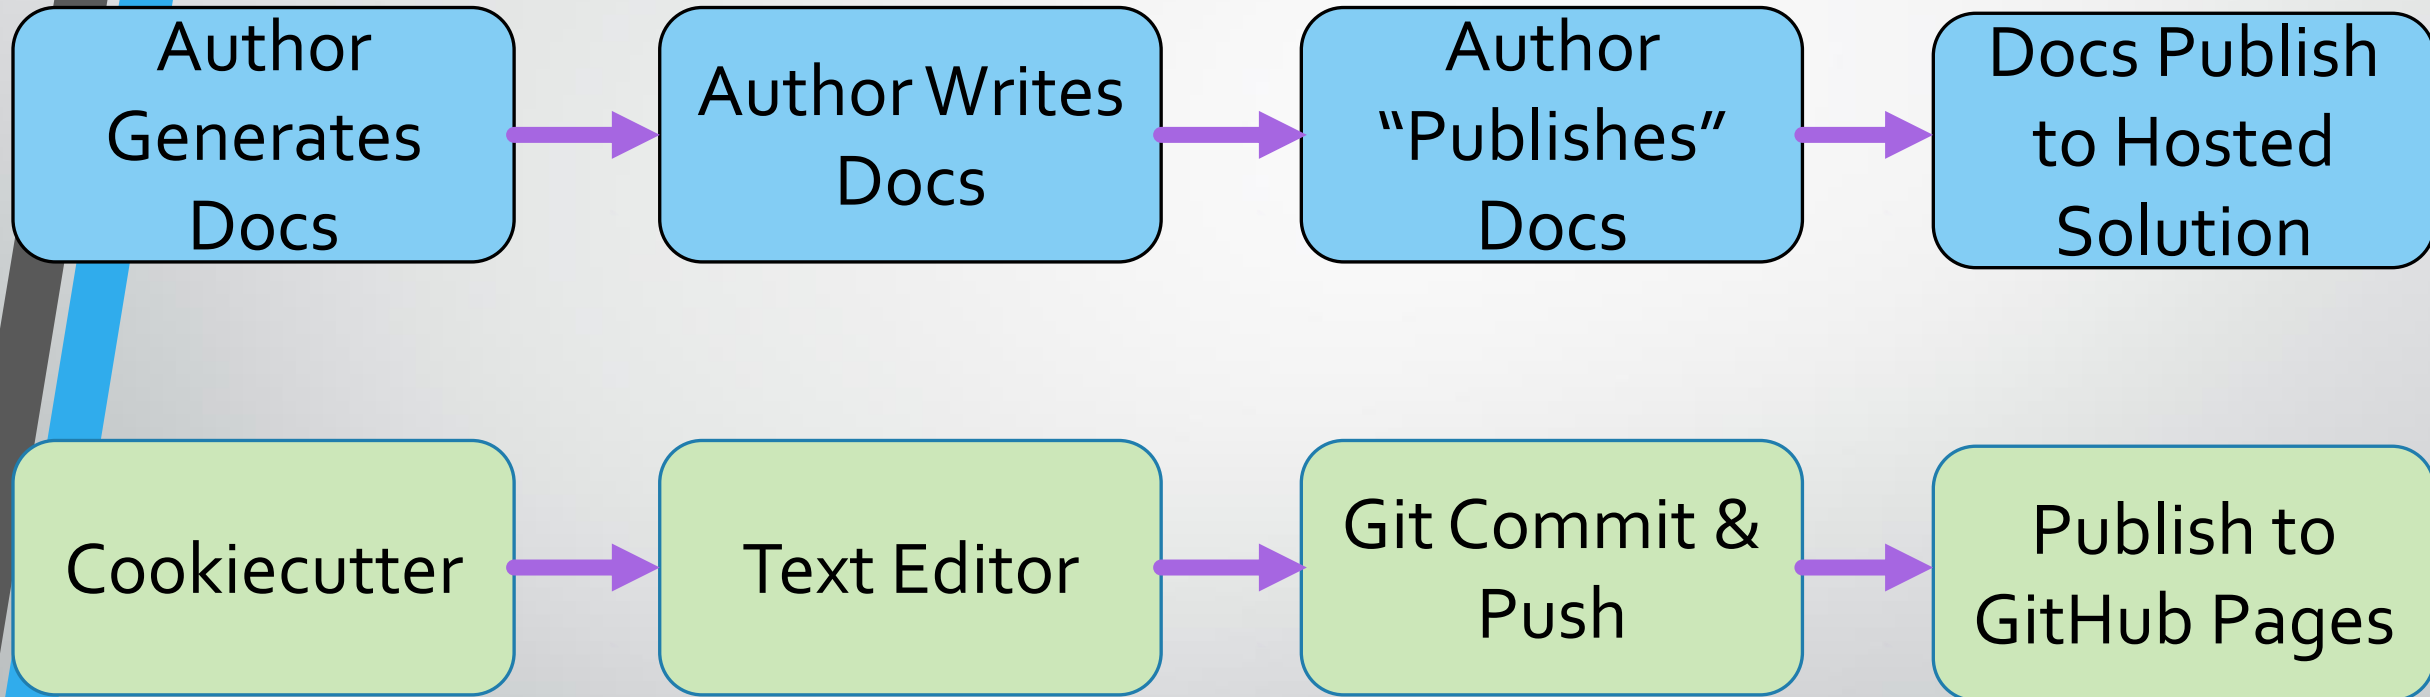 Author
Generates
Docs
Author Writes
Docs
Author
“Publishes”
Docs
Docs Publish
to Hosted
Solution
Cookiecutter
Text Editor
Git Commit &
Push
Publish to
GitHub Pages